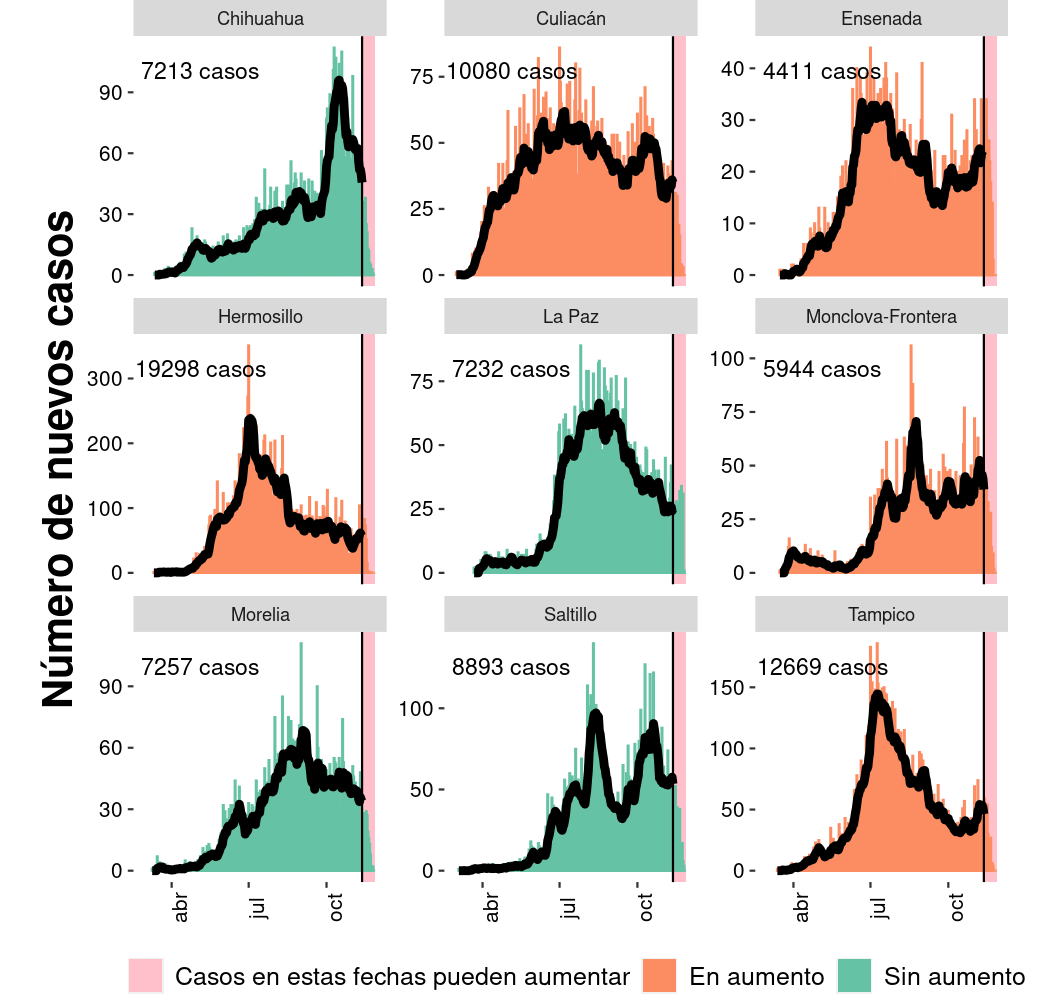 Número de nuevos casos
Chihuahua
Culiacán
Ensenada
7213 casos
10080 casos
4411 casos
90
60
30
0
75
50
25
0
40
30
20
10
0
Hermosillo
La Paz
Monclova-Frontera
19298 casos
7232 casos
5944 casos
300
200
100
0
75
50
25
0
100
75
50
25
0
Morelia
Saltillo
Tampico
7257 casos
8893 casos
12669 casos
90
60
30
0
100
50
0
150
100
50
0
abr
jul
oct
abr
jul
oct
abr
jul
oct
Casos en estas fechas pueden aumentar
En aumento
Sin aumento